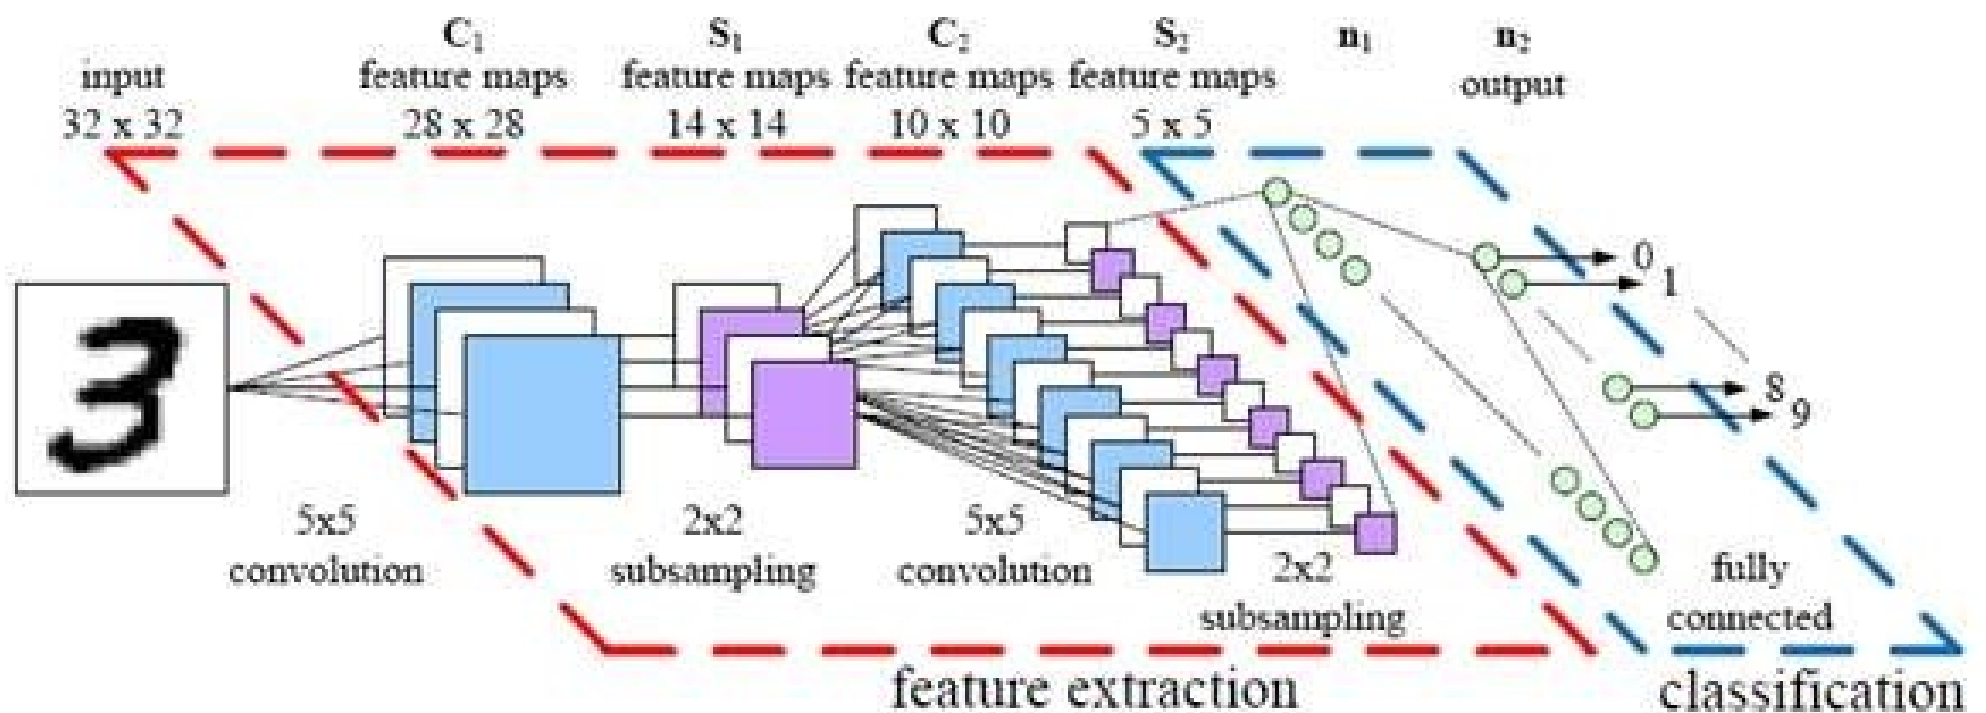 input
32 x 32
C₁
feature maps
28 x 28
S₁
feature maps
14 x 14
C₂
feature maps
10 x 10
S₂
feature maps
5 x 5
n₁
n₂
output
3
0
1
8
9
5x5
convolution
2x2
subsampling
5x5
convolution
2x2
subsampling
fully
connected
feature extraction
classification